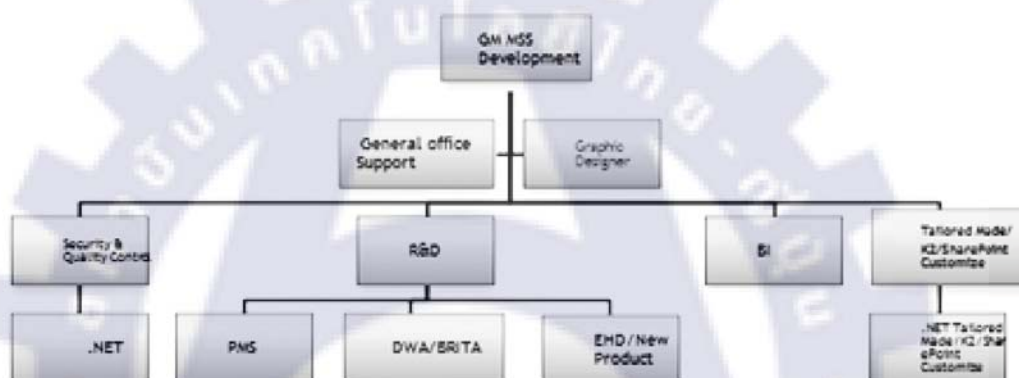 GM MSS
Development
General office
Support
Graphic
Designer
Security &
Quality Control
R&D
BI
Tailored Made/
K2/SharePoint
Customize
.NET
PMS
DWA/BRITA
EHD/New
Product
.NET Tailored
Made/K2/Shar
ePoint
Customize